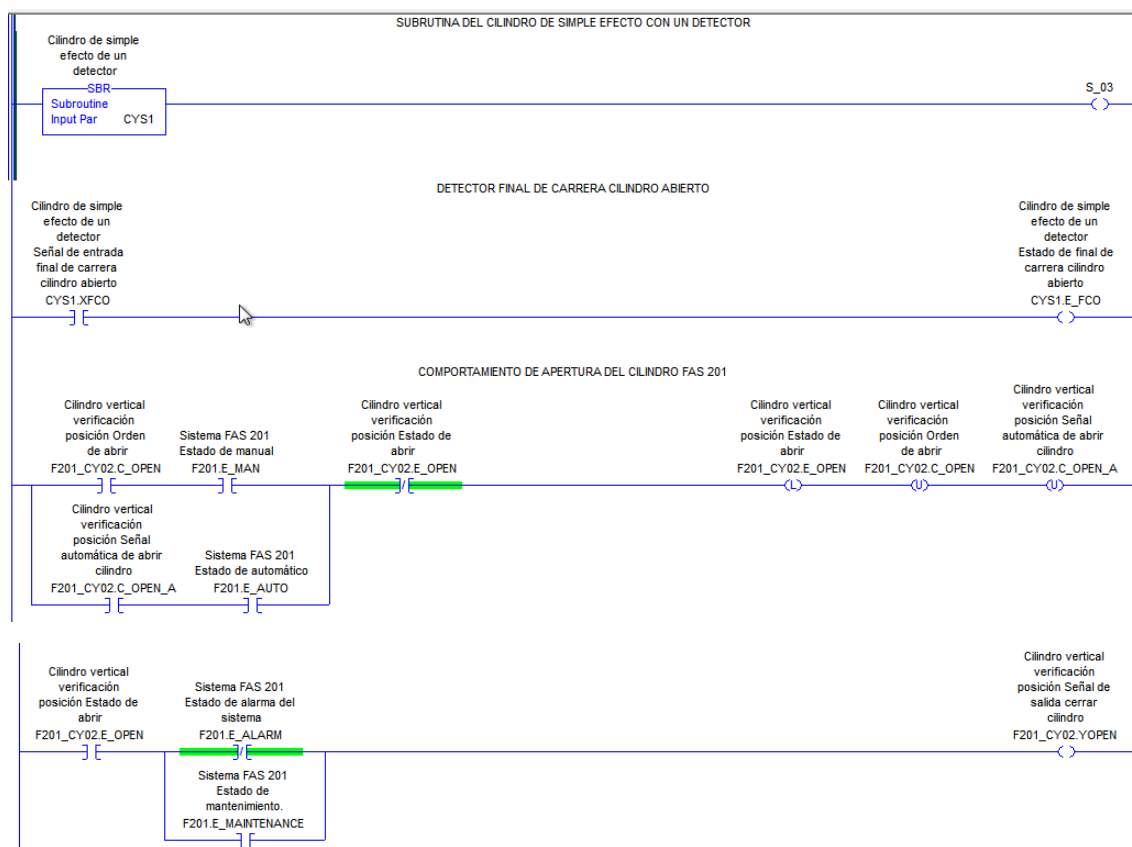 SUBRUTINA DEL CILINDRO DE SIMPLE EFECTO CON UN DETECTOR
Cilindro de simple
efecto de un
detector
SBR
Subroutine
Input Par CYS1
S_03
DETECTOR FINAL DE CARRERA CILINDRO ABIERTO
Cilindro de simple
efecto de un
detector
Señal de entrada
final de carrera
cilindro abierto
CYS1.XFCO
Cilindro de simple
efecto de un
detector
Estado de final de
carrera cilindro
abierto
CYS1.E_FCO
COMPORTAMIENTO DE APERTURA DEL CILINDRO FAS 201
Cilindro vertical
verificación
posición Orden
de abrir
F201_CY02.C_OPEN
Sistema FAS 201
Estado de manual
F201.E_MAN
Cilindro vertical
verificación
posición Estado de
abrir
F201_CY02.E_OPEN
Cilindro vertical
verificación
posición Estado de
abrir
F201_CY02.E_OPEN
L
Cilindro vertical
verificación
posición Orden
de abrir
F201_CY02.C_OPEN
U
Cilindro vertical
verificación
posición Señal
automática de abrir
cilindro
F201_CY02.C_OPEN_A
U
Cilindro vertical
verificación
posición Señal
automática de abrir
cilindro
F201_CY02.C_OPEN_A
Sistema FAS 201
Estado de automático
F201.E_AUTO
Cilindro vertical
verificación
posición Estado de
abrir
F201_CY02.E_OPEN
Sistema FAS 201
Estado de alarma del
sistema
F201.E_ALARM
Cilindro vertical
verificación
posición Señal de
salida cerrar
cilindro
F201_CY02.YOPEN
Sistema FAS 201
Estado de
mantenimiento.
F201.E_MAINTENANCE